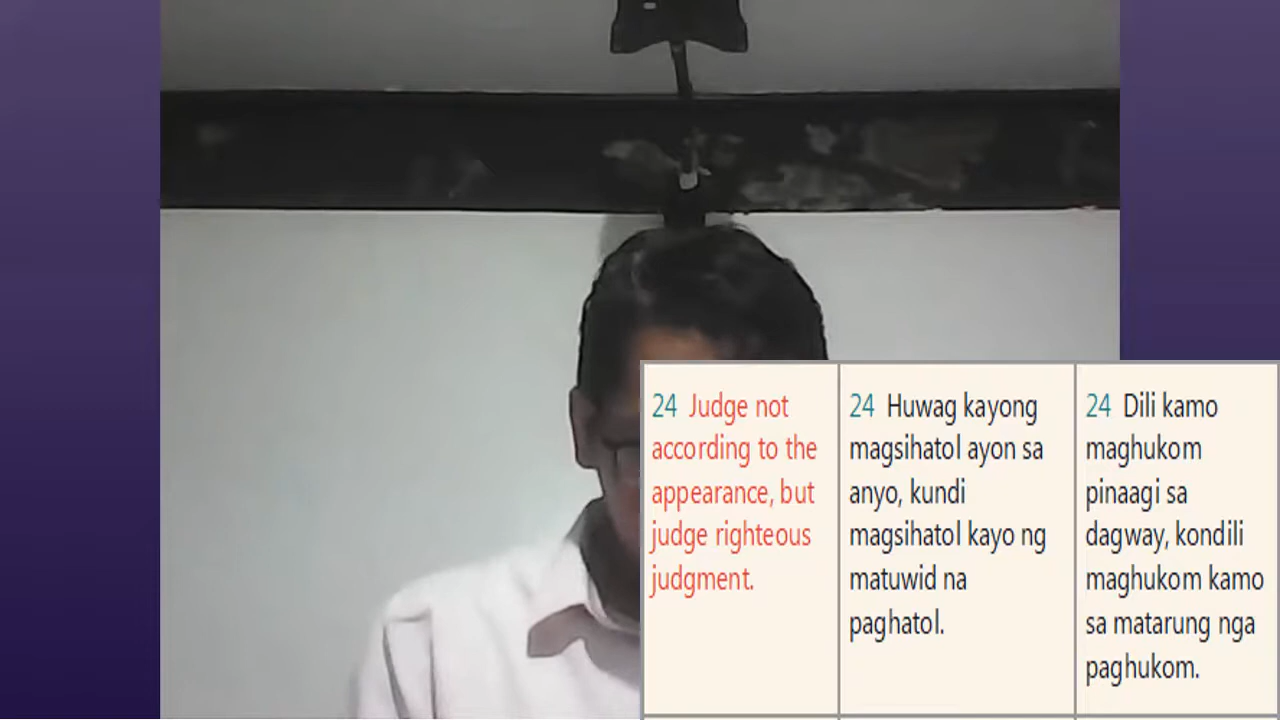 24 Judge not
according to the
appearance, but
judge righteous
judgment.
24 Huwag kayong
magsihatol ayon sa
anyo, kundi
magsihatol kayo ng
matuwid na
paghatol.
24 Dili kamo
maghukom
pinaagi sa
dagway, kondili
maghukom kamo
sa matarung nga
paghukom.